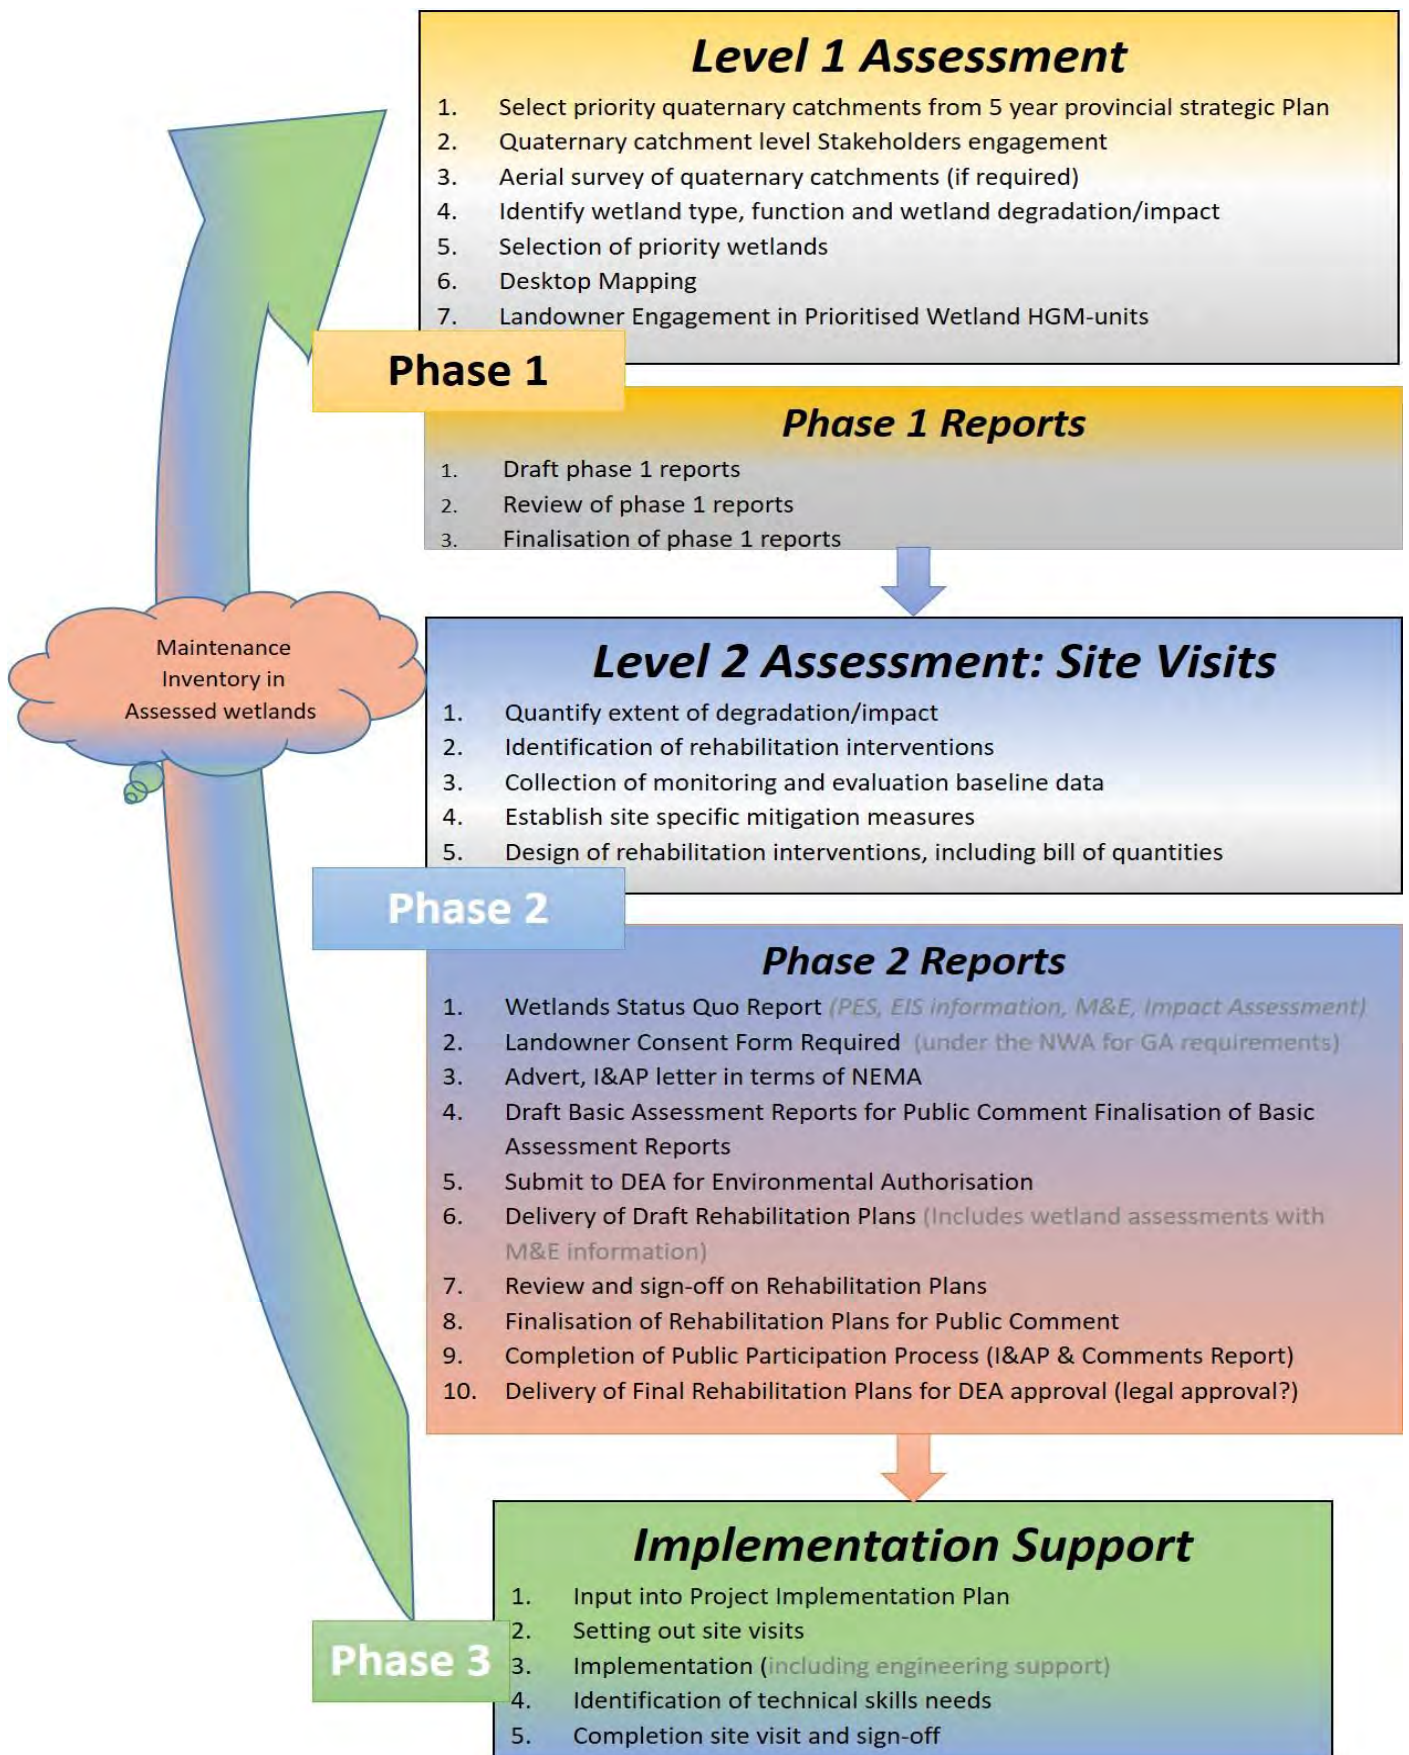 Level 1 Assessment
1. Select priority quaternary catchments from 5 year provincial strategic Plan
2. Quaternary catchment level Stakeholders engagement
3. Aerial survey of quaternary catchments (if required)
4. Identify wetland type, function and wetland degradation/impact
5. Selection of priority wetlands
6. Desktop Mapping
7. Landowner Engagement in Prioritised Wetland HGM-units
Phase 1
Phase 1 Reports
1. Draft phase 1 reports
2. Review of phase 1 reports
3. Finalisation of phase 1 reports
Maintenance
Inventory in
Assessed wetlands
Level 2 Assessment: Site Visits
1. Quantify extent of degradation/impact
2. Identification of rehabilitation interventions
3. Collection of monitoring and evaluation baseline data
4. Establish site specific mitigation measures
5. Design of rehabilitation interventions, including bill of quantities
Phase 2
Phase 2 Reports
1. Wetlands Status Quo Report (PES, EIS information, M&E, Impact Assessment)
2. Landowner Consent Form Required (under the NWA for GA requirements)
3. Advert, I&AP letter in terms of NEMA
4. Draft Basic Assessment Reports for Public Comment Finalisation of Basic
Assessment Reports
5. Submit to DEA for Environmental Authorisation
6. Delivery of Draft Rehabilitation Plans (Includes wetland assessments with
M&E information)
7. Review and sign-off on Rehabilitation Plans
8. Finalisation of Rehabilitation Plans for Public Comment
9. Completion of Public Participation Process (I&AP & Comments Report)
10. Delivery of Final Rehabilitation Plans for DEA approval (legal approval?)
Implementation Support
1. Input into Project Implementation Plan
2. Setting out site visits
Phase 3
3. Implementation (including engineering support)
4. Identification of technical skills needs
5. Completion site visit and sign-off